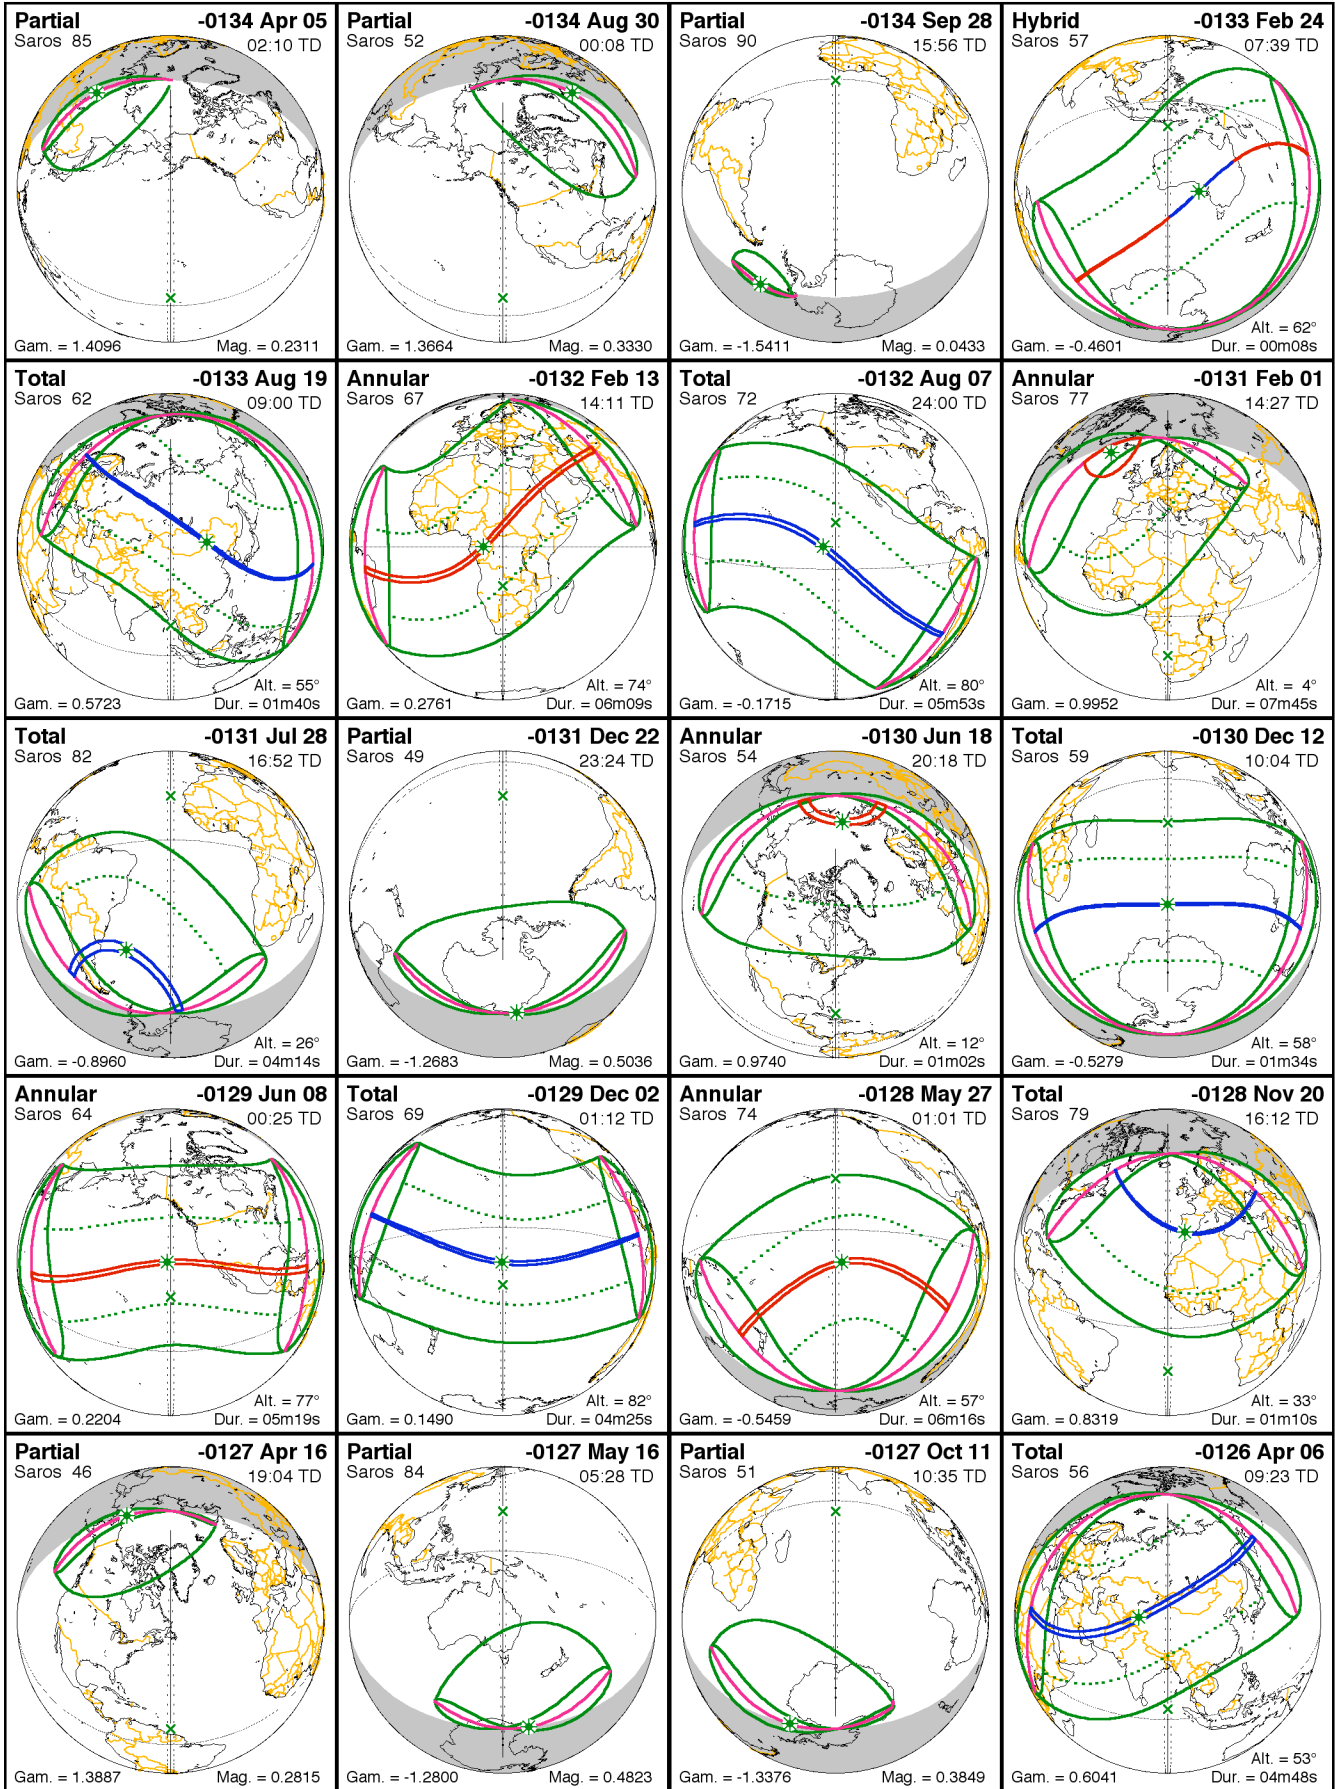 Partial -0134 Apr 05
Saros 85 02:10 TD
Gam. = 1.4096 Mag. = 0.2311
Partial -0134 Aug 30
Saros 52 00:08 TD
Gam. = 1.3664 Mag. = 0.3330
Partial -0134 Sep 28
Saros 90 15:56 TD
Gam. = -1.5411 Mag. = 0.0433
Hybrid -0133 Feb 24
Saros 57 07:39 TD
Alt. = 62°
Gam. = -0.4601 Dur. = 00m08s
Total -0133 Aug 19
Saros 62 09:00 TD
Alt. = 55°
Gam. = 0.5723 Dur. = 01m40s
Annular -0132 Feb 13
Saros 67 14:11 TD
Alt. = 74°
Gam. = 0.2761 Dur. = 06m09s
Total -0132 Aug 07
Saros 72 24:00 TD
Alt. = 80°
Gam. = -0.1715 Dur. = 05m53s
Annular -0131 Feb 01
Saros 77 14:27 TD
Alt. = 4°
Gam. = 0.9952 Dur. = 07m45s
Total -0131 Jul 28
Saros 82 16:52 TD
Alt. = 26°
Gam. = -0.8960 Dur. = 04m14s
Partial -0131 Dec 22
Saros 49 23:24 TD
Gam. = -1.2683 Mag. = 0.5036
Annular -0130 Jun 18
Saros 54 20:18 TD
Alt. = 12°
Gam. = 0.9740 Dur. = 01m02s
Total -0130 Dec 12
Saros 59 10:04 TD
Alt. = 58°
Gam. = -0.5279 Dur. = 01m34s
Annular -0129 Jun 08
Saros 64 00:25 TD
Alt. = 77°
Gam. = 0.2204 Dur. = 05m19s
Total -0129 Dec 02
Saros 69 01:12 TD
Alt. = 82°
Gam. = 0.1490 Dur. = 04m25s
Annular -0128 May 27
Saros 74 01:01 TD
Alt. = 57°
Gam. = -0.5459 Dur. = 06m16s
Total -0128 Nov 20
Saros 79 16:12 TD
Alt. = 33°
Gam. = 0.8319 Dur. = 01m10s
Partial -0127 Apr 16
Saros 46 19:04 TD
Gam. = 1.3887 Mag. = 0.2815
Partial -0127 May 16
Saros 84 05:28 TD
Gam. = -1.2800 Mag. = 0.4823
Partial -0127 Oct 11
Saros 51 10:35 TD
Gam. = -1.3376 Mag. = 0.3849
Total -0126 Apr 06
Saros 56 09:23 TD
Alt. = 53°
Gam. = 0.6041 Dur. = 04m48s